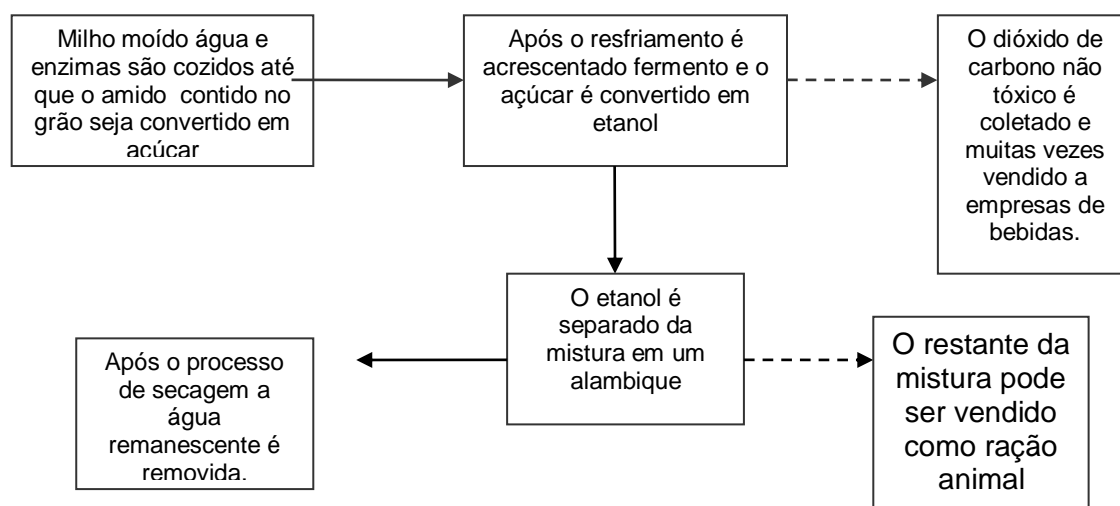 Milho moído água e
enzimas são cozidos até
que o amido contido no
grão seja convertido em
açúcar
Após o resfriamento é
acrescentado fermento e o
açúcar é convertido em
etanol
O dióxido de
carbono não
tóxico é
coletado e
muitas vezes
vendido a
empresas de
bebidas.
O etanol é
separado da
mistura em um
alambique
Após o processo
de secagem a
água
remanescente é
removida.
O restante da
mistura pode
ser vendido
como ração
animal